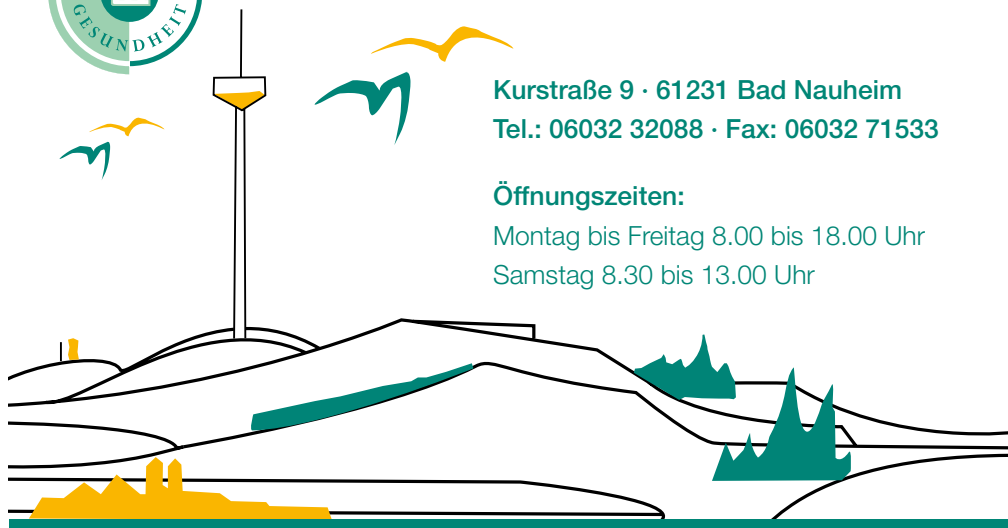 GESUNDHEIT
Kurstraße 9 · 61231 Bad Nauheim
Tel.: 06032 32088 · Fax: 06032 71533
Öffnungszeiten:
Montag bis Freitag 8.00 bis 18.00 Uhr
Samstag 8.30 bis 13.00 Uhr